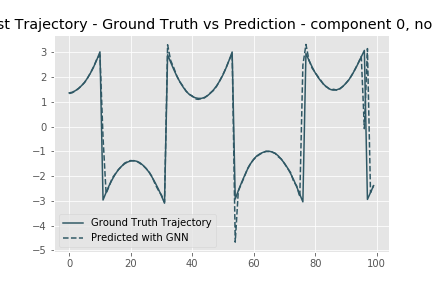 st Trajectory - Ground Truth vs Prediction - component 0, no
3
2
1
0
−1
−2
−3
−4
−5
Ground Truth Trajectory
Predicted with GNN
0 20 40 60 80 100